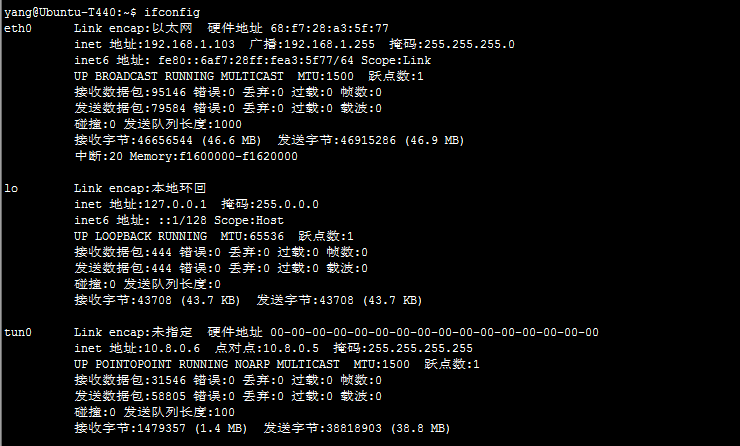 yang@Ubuntu-T440:~$ ifconfig
eth0      Link encap:以太网  硬件地址 68:f7:28:a3:5f:77
          inet 地址:192.168.1.103  广播:192.168.1.255  掩码:255.255.255.0
          inet6 地址: fe80::6af7:28ff:fea3:5f77/64 Scope:Link
          UP BROADCAST RUNNING MULTICAST  MTU:1500  跃点数:1
          接收数据包:95146 错误:0 丢弃:0 过载:0 帧数:0
          发送数据包:79584 错误:0 丢弃:0 过载:0 载波:0
          碰撞:0 发送队列长度:1000
          接收字节:46656544 (46.6 MB)  发送字节:46915286 (46.9 MB)
          中断:20 Memory:f1600000-f1620000
lo        Link encap:本地环回
          inet 地址:127.0.0.1  掩码:255.0.0.0
          inet6 地址: ::1/128 Scope:Host
          UP LOOPBACK RUNNING  MTU:65536  跃点数:1
          接收数据包:444 错误:0 丢弃:0 过载:0 帧数:0
          发送数据包:444 错误:0 丢弃:0 过载:0 载波:0
          碰撞:0 发送队列长度:0
          接收字节:43708 (43.7 KB)  发送字节:43708 (43.7 KB)
tun0      Link encap:未指定  硬件地址 00-00-00-00-00-00-00-00-00-00-00-00-00-00-00-00
          inet 地址:10.8.0.6  点对点:10.8.0.5  掩码:255.255.255.255
          UP POINTOPOINT RUNNING NOARP MULTICAST  MTU:1500  跃点数:1
          接收数据包:31546 错误:0 丢弃:0 过载:0 帧数:0
          发送数据包:58805 错误:0 丢弃:0 过载:0 载波:0
          碰撞:0 发送队列长度:100
          接收字节:1479357 (1.4 MB)  发送字节:38818903 (38.8 MB)